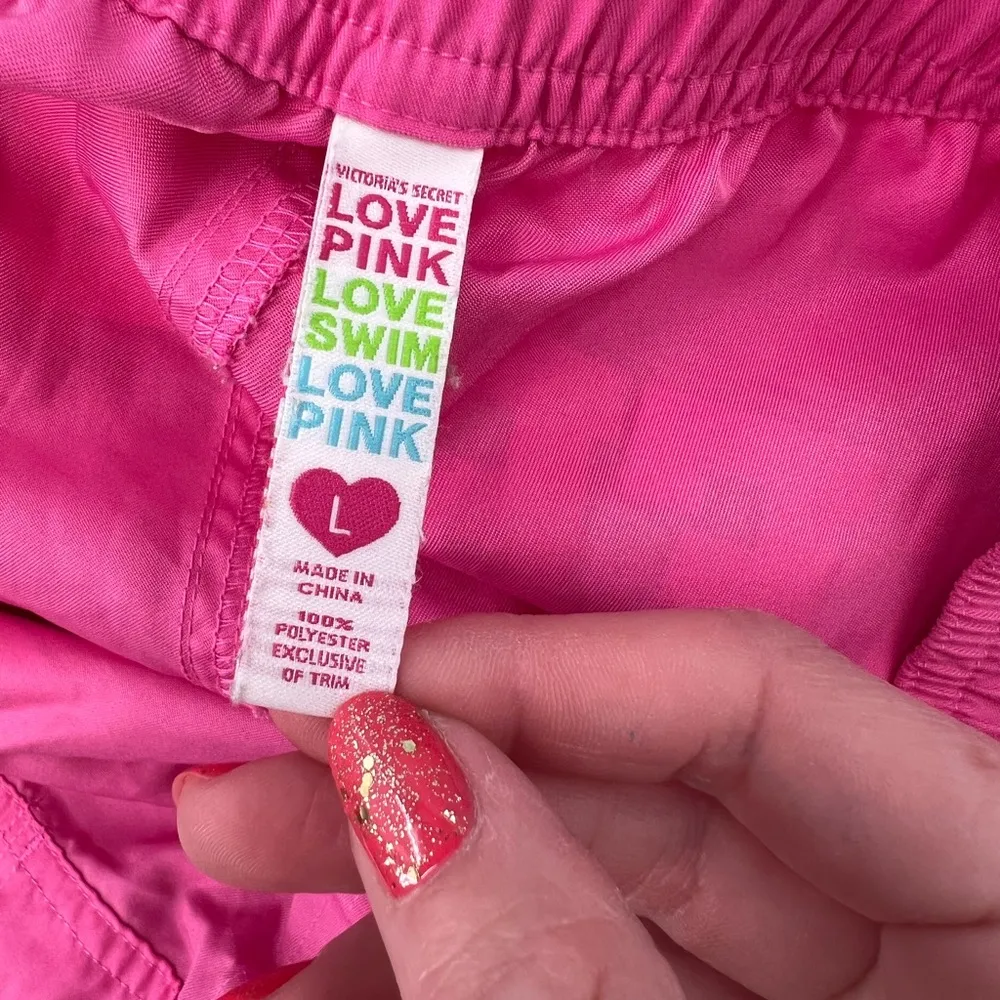 VICTORIA'S SECRET
LOVE
PINK
LOVE
SWIM
LOVE
PINK
L
MADE IN
CHINA
100%
POLYESTER
EXCLUSIVE
OF TRIM